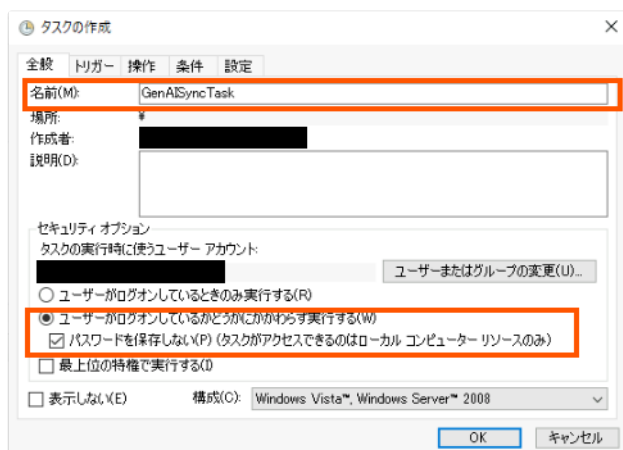 タスクの作成
全般 トリガー 操作 条件 設定
名前(M): GenAISyncTask
場所: ¥
作成者:
説明(D):
セキュリティ オプション
タスクの実行時に使うユーザー アカウント:
ユーザーまたはグループの変更(U)...
ユーザーがログオンしているときのみ実行する(R)
ユーザーがログオンしているかどうかにかかわらず実行する(W)
パスワードを保存しない(P) (タスクがアクセスできるのはローカル コンピューター リソースのみ)
最上位の特権で実行する(I)
表示しない(E) 構成(C): Windows Vista™, Windows Server™ 2008
OK キャンセル